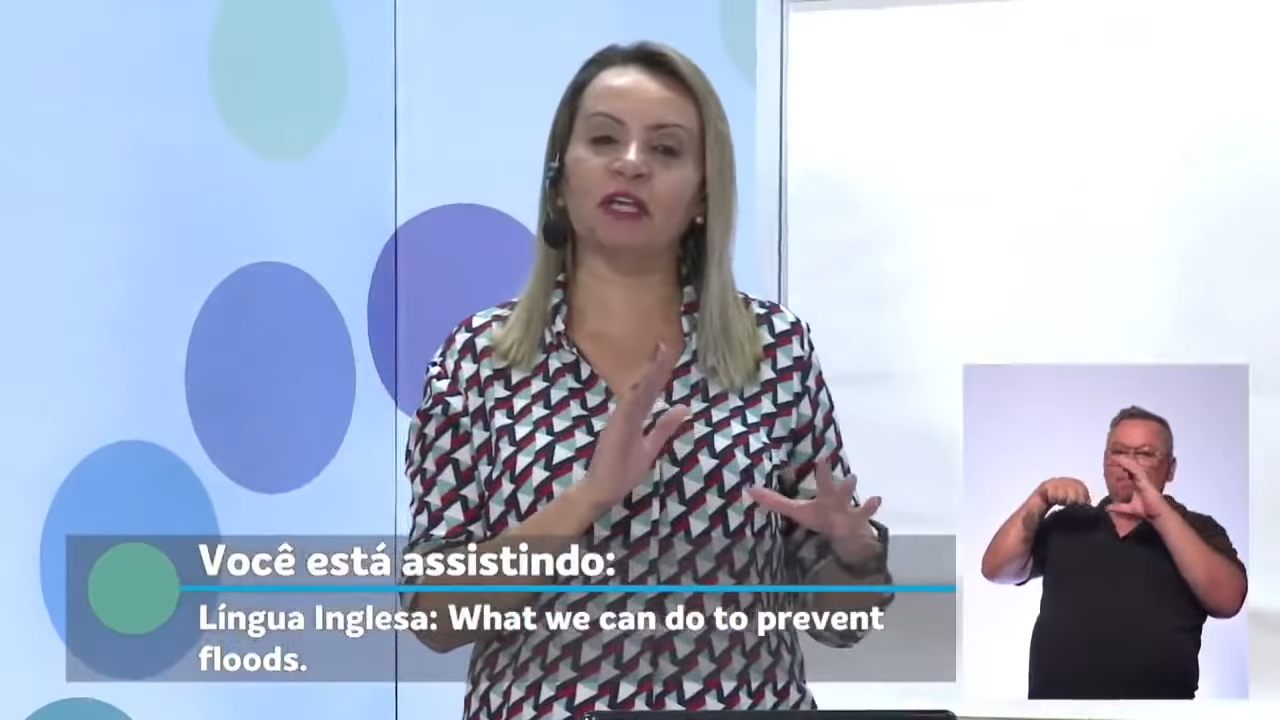 Você está assistindo:
Língua Inglesa: What we can do to prevent
floods.